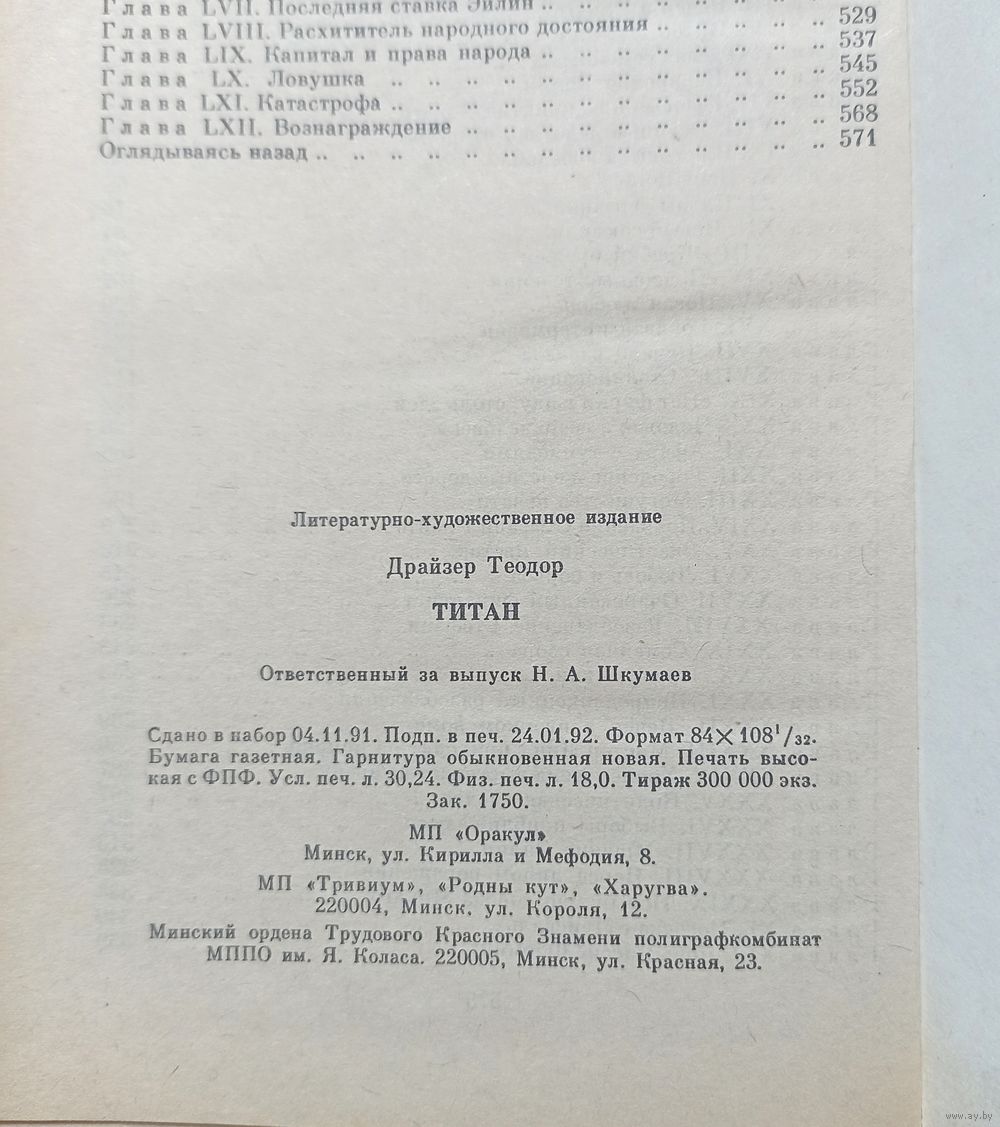 Глава LVII. Последняя ставка Эйлин .. .. .. .. .. .. .. .. 529
Глава LVIII. Расхититель народного достояния .. .. .. .. .. 537
Глава LIX. Капитал и права народа .. .. .. .. .. .. .. .. 545
Глава LX. Ловушка .. .. .. .. .. .. .. .. .. .. .. .. 552
Глава LXI. Катастрофа .. .. .. .. .. .. .. .. .. .. .. .. 568
Глава LXII. Вознаграждение .. .. .. .. .. .. .. .. .. .. 571
Оглядываясь назад .. .. .. .. .. .. .. .. .. .. .. .. .. ..
Литературно-художественное издание
Драйзер Теодор
ТИТАН
Ответственный за выпуск Н. А. Шкумаев
Сдано в набор 04.11.91. Подп. в печ. 24.01.92. Формат 84×108¹/₃₂.
Бумага газетная. Гарнитура обыкновенная новая. Печать высо-
кая с ФПФ. Усл. печ. л. 30,24. Физ. печ. л. 18,0. Тираж 300 000 экз.
Зак. 1750.
МП «Оракул»
Минск, ул. Кирилла и Мефодия, 8.
МП «Тривиум», «Родны кут», «Харугва».
220004, Минск. ул. Короля, 12.
Минский ордена Трудового Красного Знамени полиграфкомбинат
МППО им. Я. Коласа. 220005, Минск, ул. Красная, 23.
www.ay.by